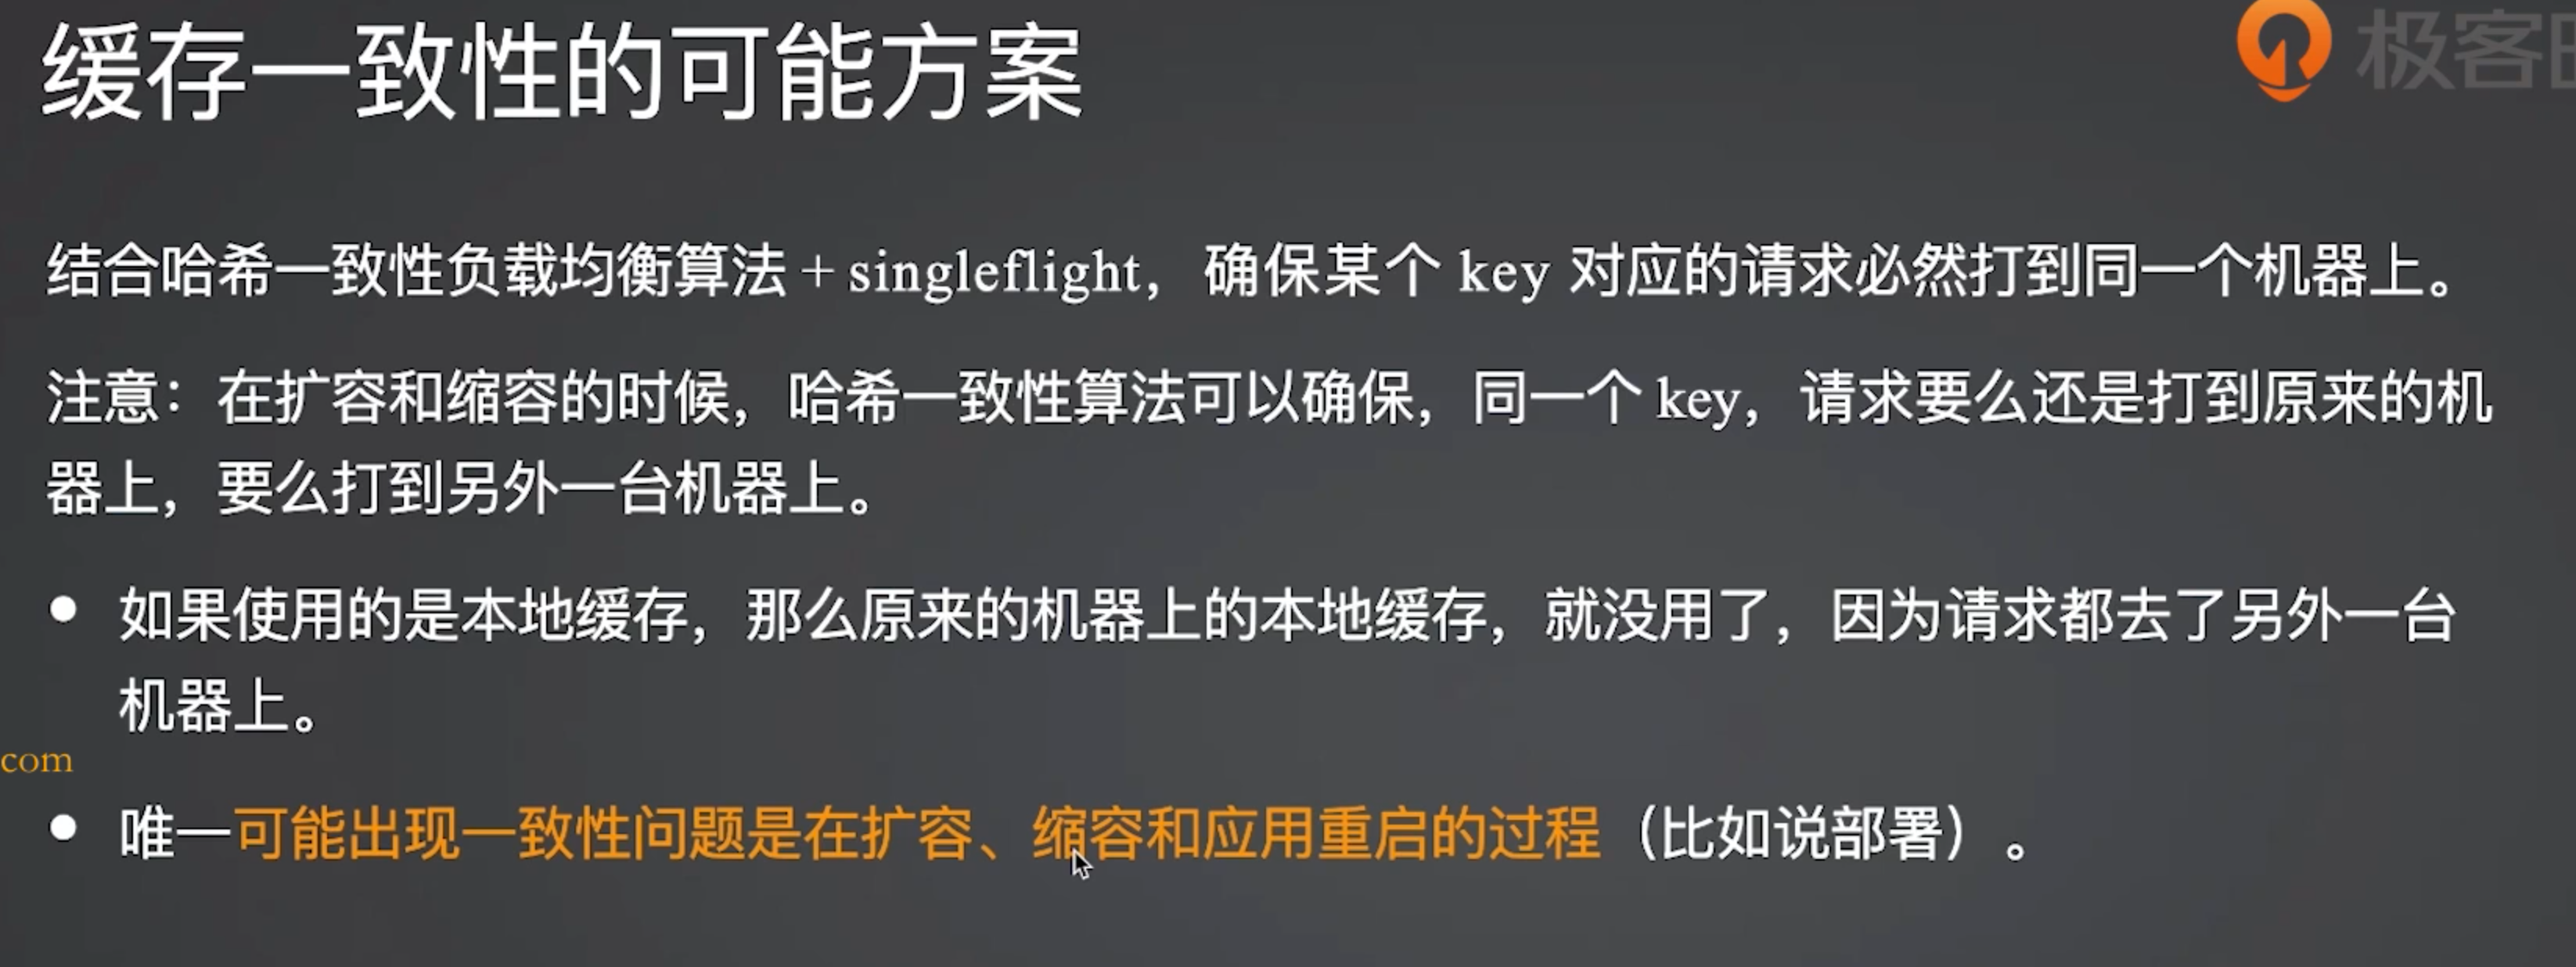 缓存一致性的可能方案
极客
结合哈希一致性负载均衡算法 + singleflight，确保某个 key 对应的请求必然打到同一个机器上。
注意：在扩容和缩容的时候，哈希一致性算法可以确保，同一个 key，请求要么还是打到原来的机
器上，要么打到另外一台机器上。
● 如果使用的是本地缓存，那么原来的机器上的本地缓存，就没用了，因为请求都去了另外一台
机器上。
com
● 唯一可能出现一致性问题是在扩容、缩容和应用重启的过程（比如说部署）。